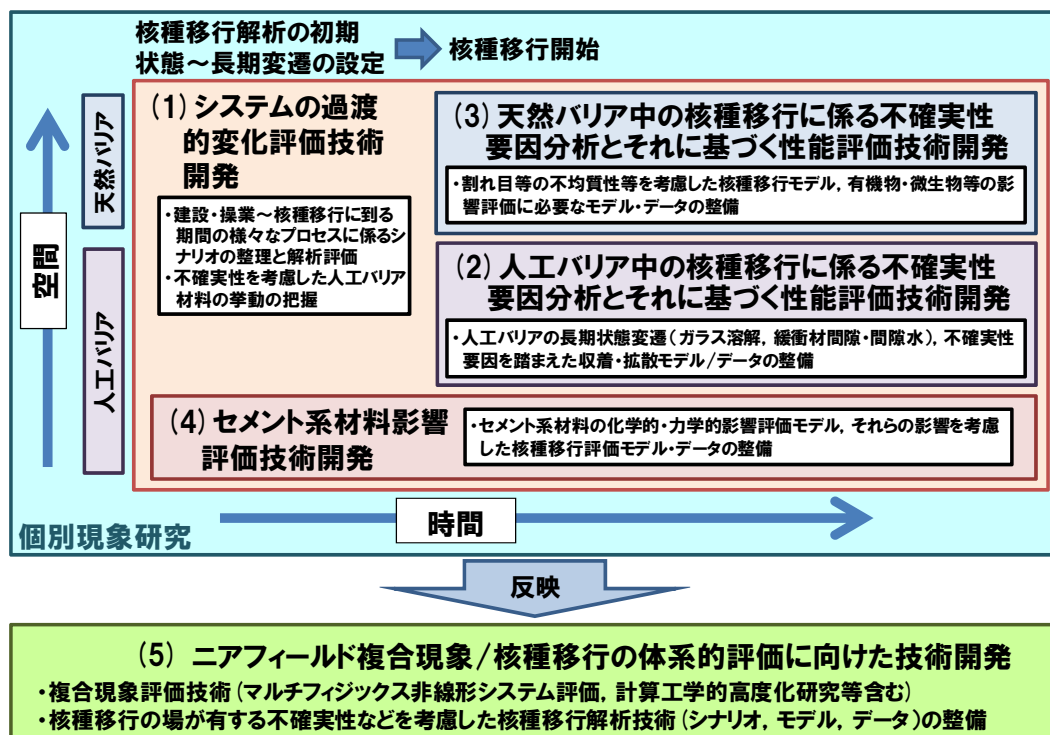 核種移行解析の初期
状態～長期変遷の設定
核種移行開始
空間
天然バリア
人工バリア
(1)システムの過渡
的変化評価技術
開発
・建設・操業～核種移行に到る
期間の様々なプロセスに係るシ
ナリオの整理と解析評価
・不確実性を考慮した人工バリア
材料の挙動の把握
(3)天然バリア中の核種移行に係る不確実性
要因分析とそれに基づく性能評価技術開発
・割れ目等の不均質性等を考慮した核種移行モデル，有機物・微生物等の影
響評価に必要なモデル・データの整備
(2)人工バリア中の核種移行に係る不確実性
要因分析とそれに基づく性能評価技術開発
・人工バリアの長期状態変遷(ガラス溶解，緩衝材間隙・間隙水)，不確実性
要因を踏まえた収着・拡散モデル/データの整備
(4)セメント系材料影響
評価技術開発
・セメント系材料の化学的・力学的影響評価モデル，それらの影響を考慮
した核種移行評価モデル・データの整備
時間
個別現象研究
反映
(5) ニアフィールド複合現象/核種移行の体系的評価に向けた技術開発
・複合現象評価技術(マルチフィジックス非線形システム評価，計算工学的高度化研究等含む)
・核種移行の場が有する不確実性などを考慮した核種移行解析技術(シナリオ，モデル，データ)の整備